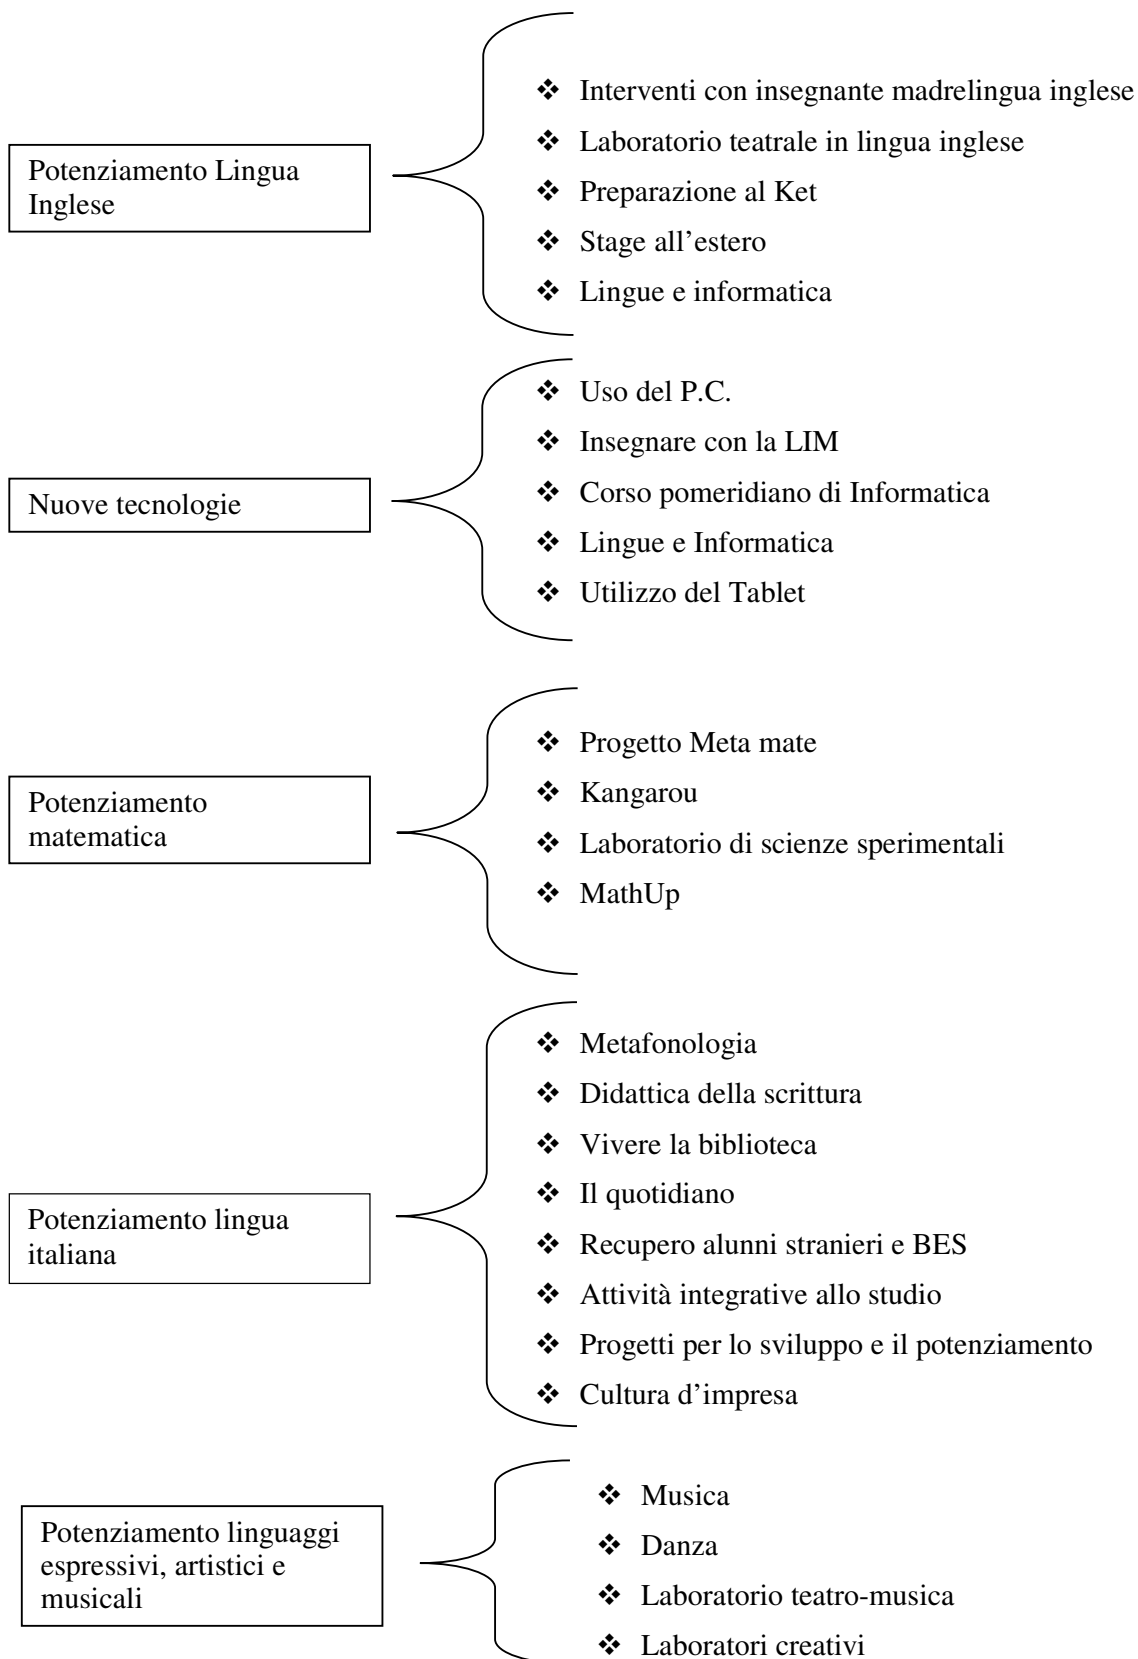 Potenziamento Lingua
Inglese
❖ Interventi con insegnante madrelingua inglese
❖ Laboratorio teatrale in lingua inglese
❖ Preparazione al Ket
❖ Stage all’estero
❖ Lingue e informatica
Nuove tecnologie
❖ Uso del P.C.
❖ Insegnare con la LIM
❖ Corso pomeridiano di Informatica
❖ Lingue e Informatica
❖ Utilizzo del Tablet
Potenziamento
matematica
❖ Progetto Meta mate
❖ Kangarou
❖ Laboratorio di scienze sperimentali
❖ MathUp
Potenziamento lingua
italiana
❖ Metafonologia
❖ Didattica della scrittura
❖ Vivere la biblioteca
❖ Il quotidiano
❖ Recupero alunni stranieri e BES
❖ Attività integrative allo studio
❖ Progetti per lo sviluppo e il potenziamento
❖ Cultura d’impresa
Potenziamento linguaggi
espressivi, artistici e
musicali
❖ Musica
❖ Danza
❖ Laboratorio teatro-musica
❖ Laboratori creativi